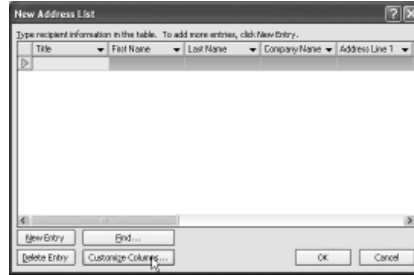 New Address List
Type recipient information in the table. To add more entries, click New Entry.
Title First Name Last Name Company Name Address Line 1
New Entry Find...
Delete Entry Customize Columns... OK Cancel